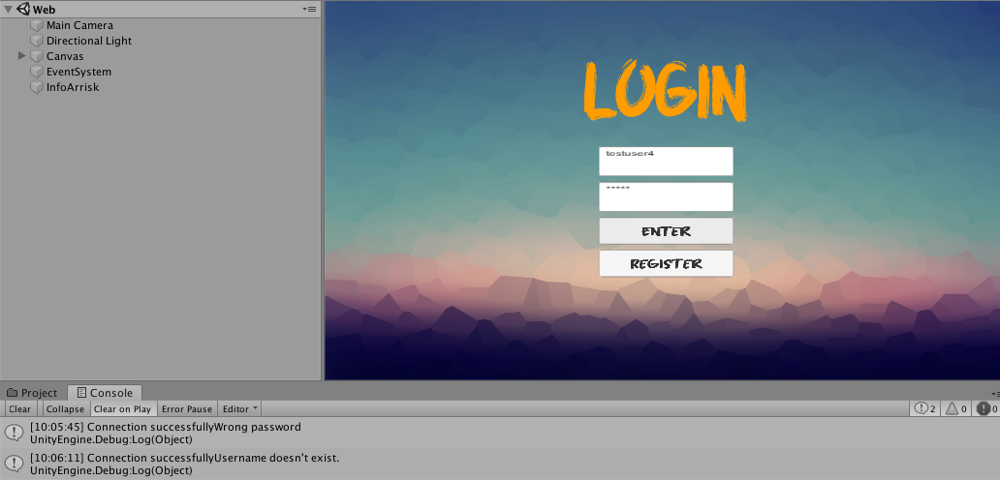 Web
Main Camera
Directional Light
Canvas
EventSystem
InfoArrisk
LOGIN
testuser4
*****
ENTER
REGISTER
Project Console
Clear Collapse Clear on Play Error Pause Editor 2 0 0
[10:05:45] Connection successfullyWrong password
UnityEngine.Debug:Log(Object)
[10:06:11] Connection successfullyUsername doesn't exist.
UnityEngine.Debug:Log(Object)